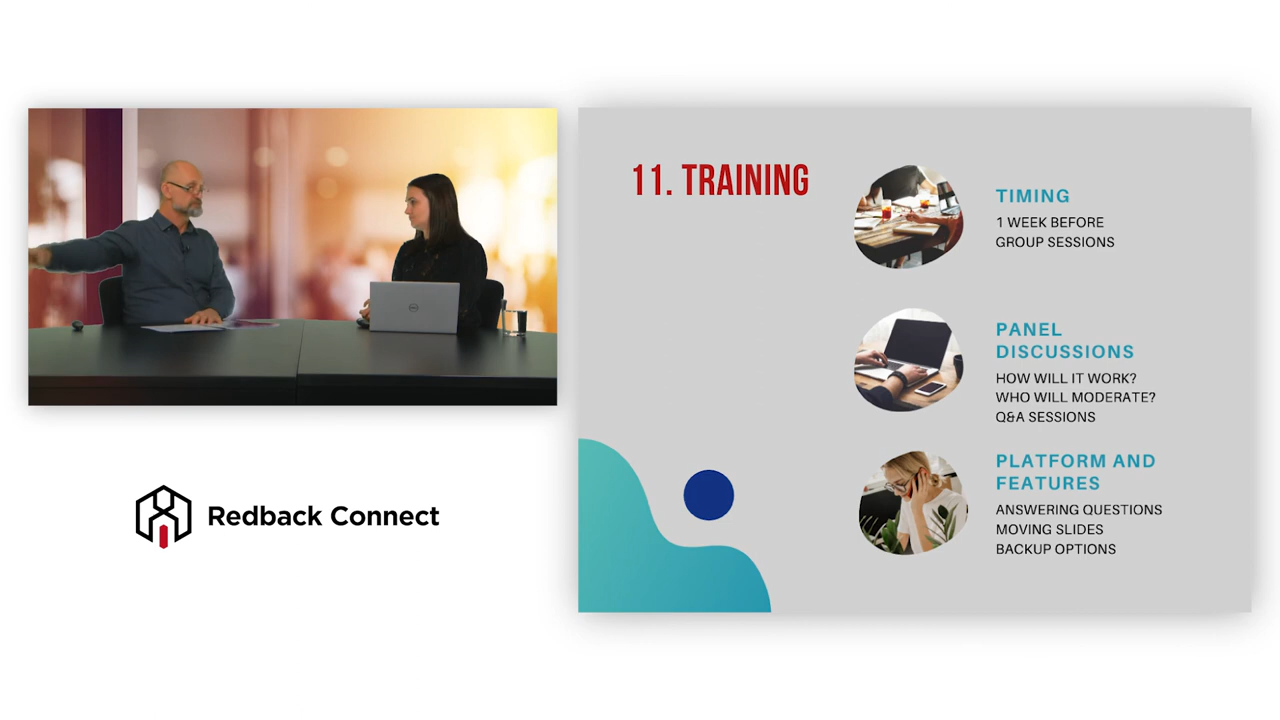 11. TRAINING
TIMING
1 WEEK BEFORE
GROUP SESSIONS
PANEL
DISCUSSIONS
HOW WILL IT WORK?
WHO WILL MODERATE?
Q&A SESSIONS
PLATFORM AND
FEATURES
ANSWERING QUESTIONS
MOVING SLIDES
BACKUP OPTIONS
Redback Connect